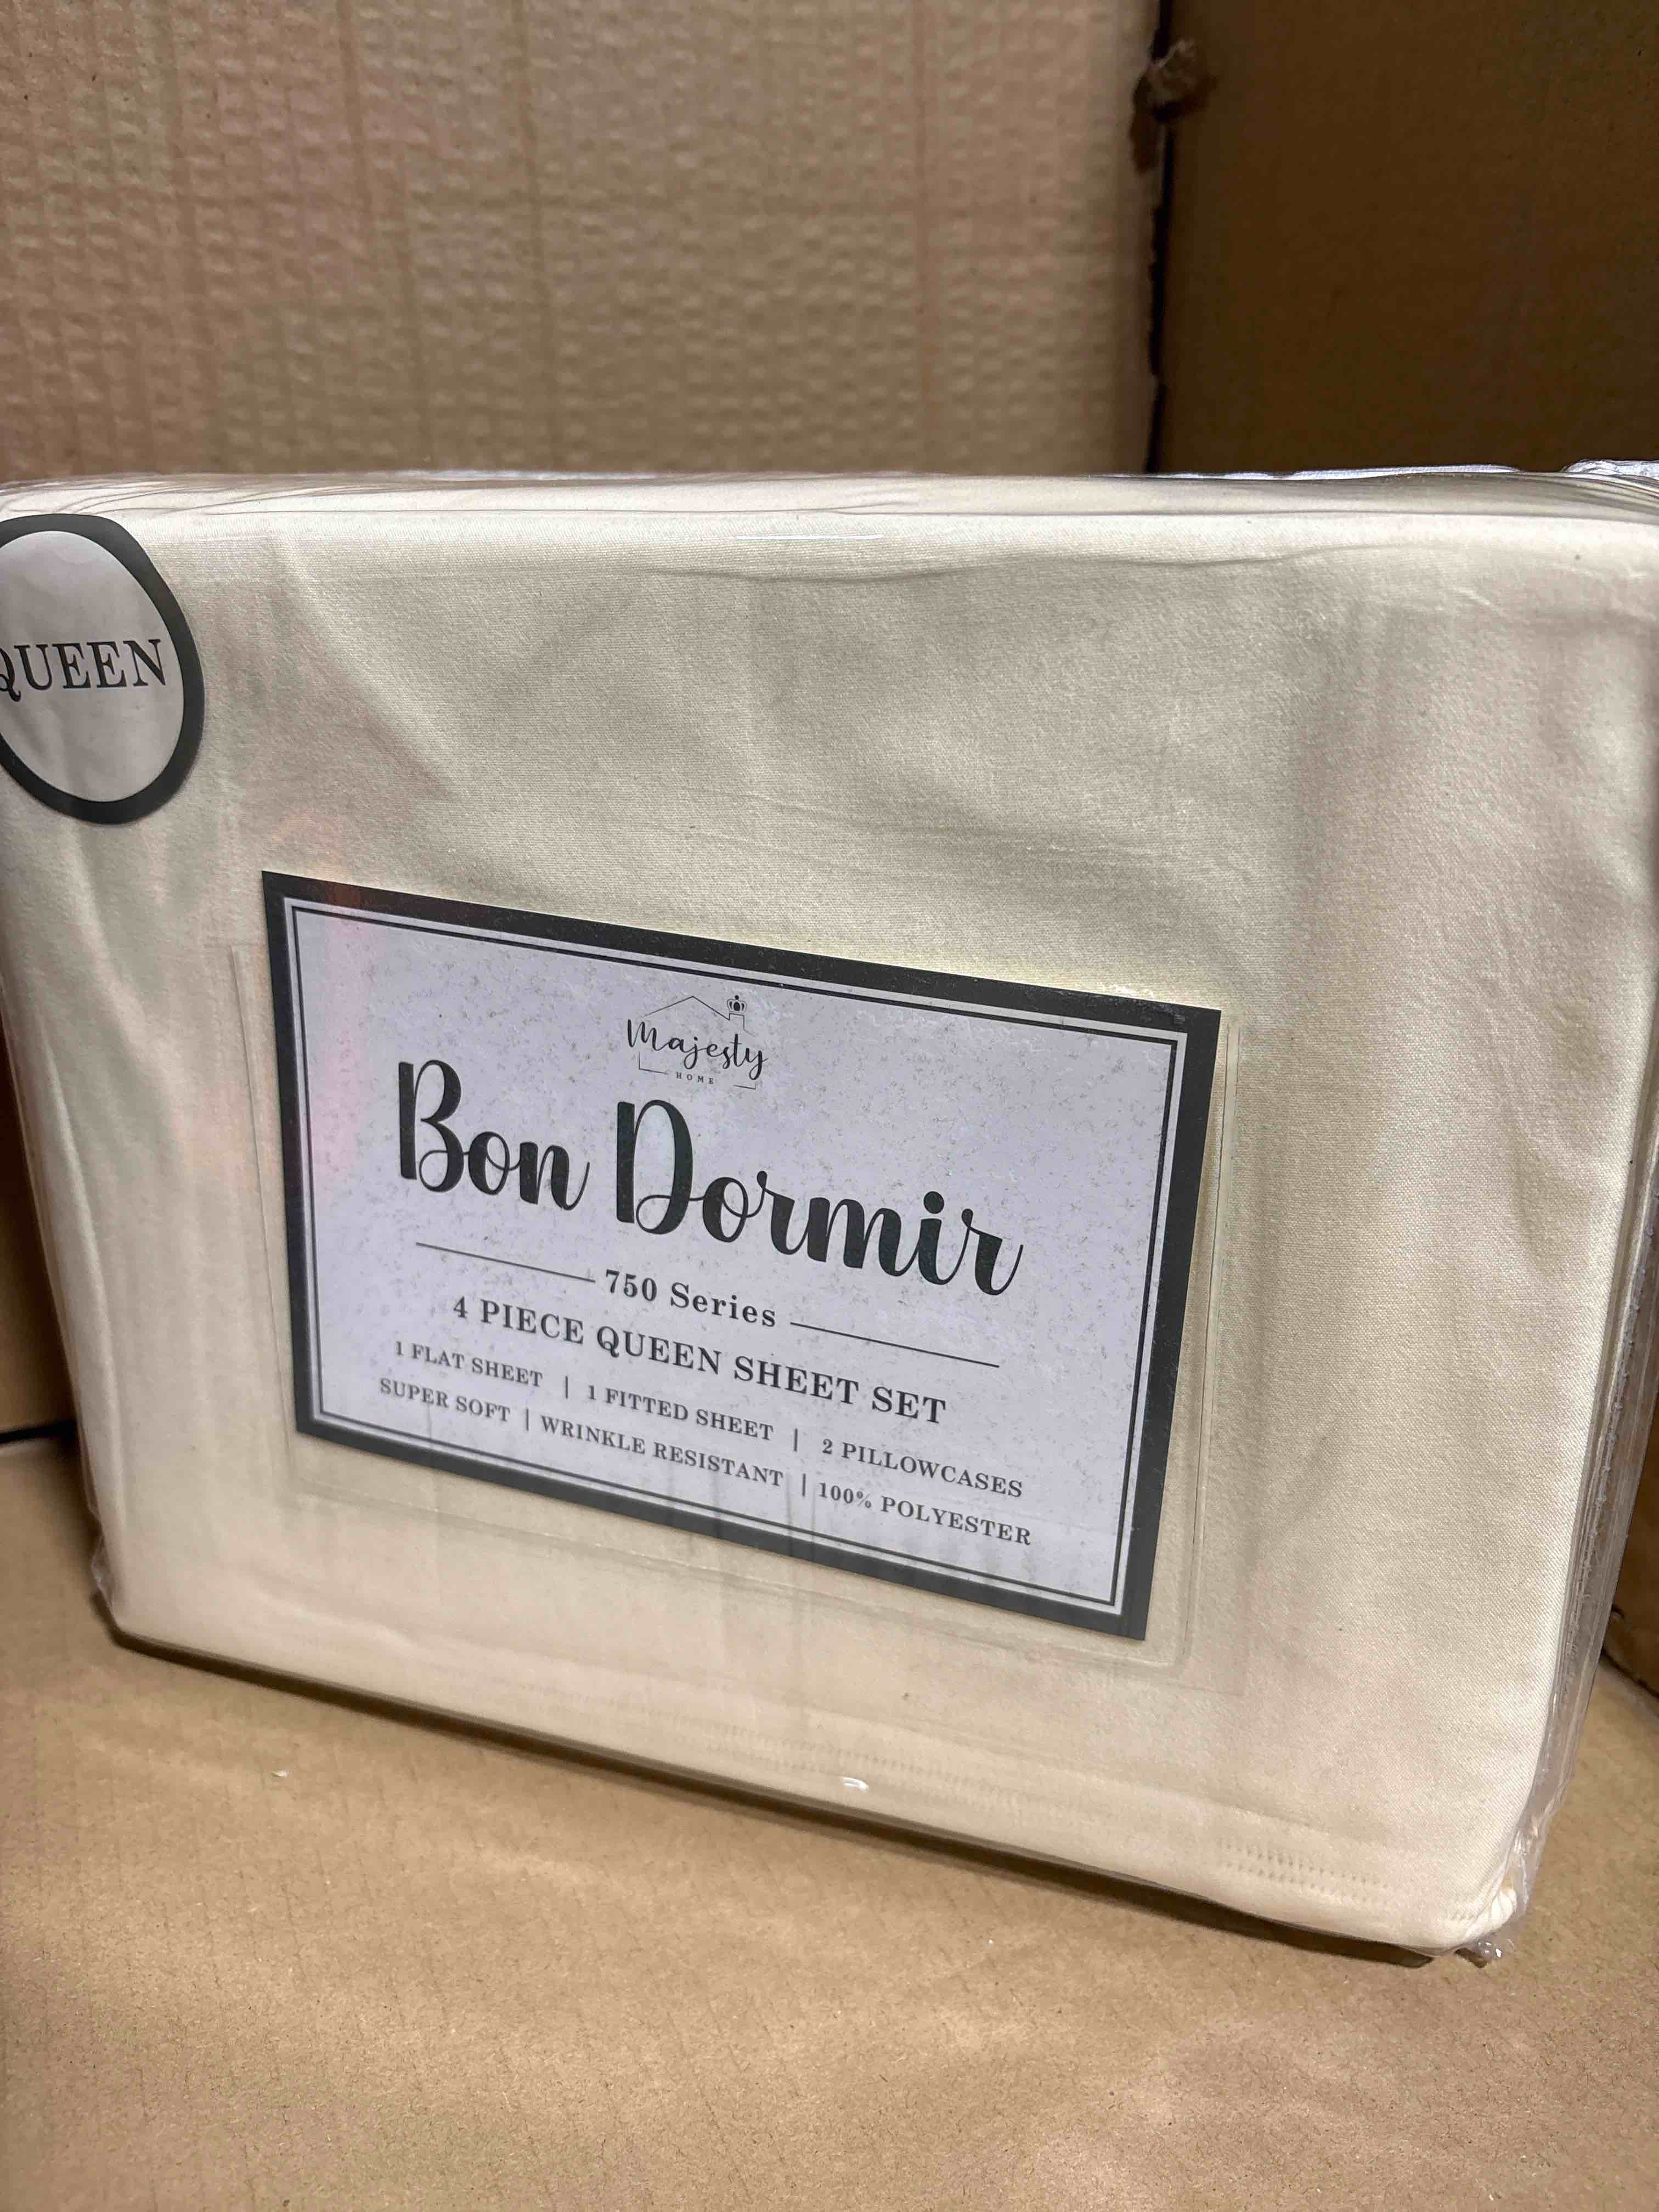 QUEEN
Majesty
HOME
Bon Dormir
750 Series
4 PIECE QUEEN SHEET SET
1 FLAT SHEET | 1 FITTED SHEET | 2 PILLOWCASES
SUPER SOFT | WRINKLE RESISTANT | 100% POLYESTER